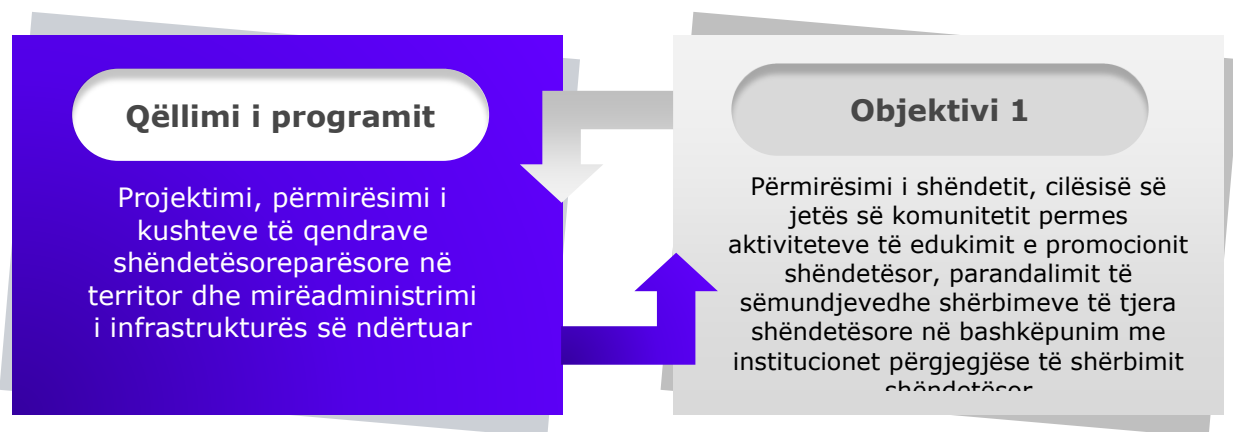 Qëllimi i programit
Projektimi, përmirësimi i
kushteve të qendrave
shëndetësoreparësore në
territor dhe mirëadministrimi
i infrastrukturës së ndërtuar
Objektivi 1
Përmirësimi i shëndetit, cilësisë së
jetës së komunitetit permes
aktiviteteve të edukimit e promocionit
shëndetësor, parandalimit të
sëmundjevedhe shërbimeve të tjera
shëndetësore në bashkëpunim me
institucionet përgjegjëse të shërbimit
shëndetësor